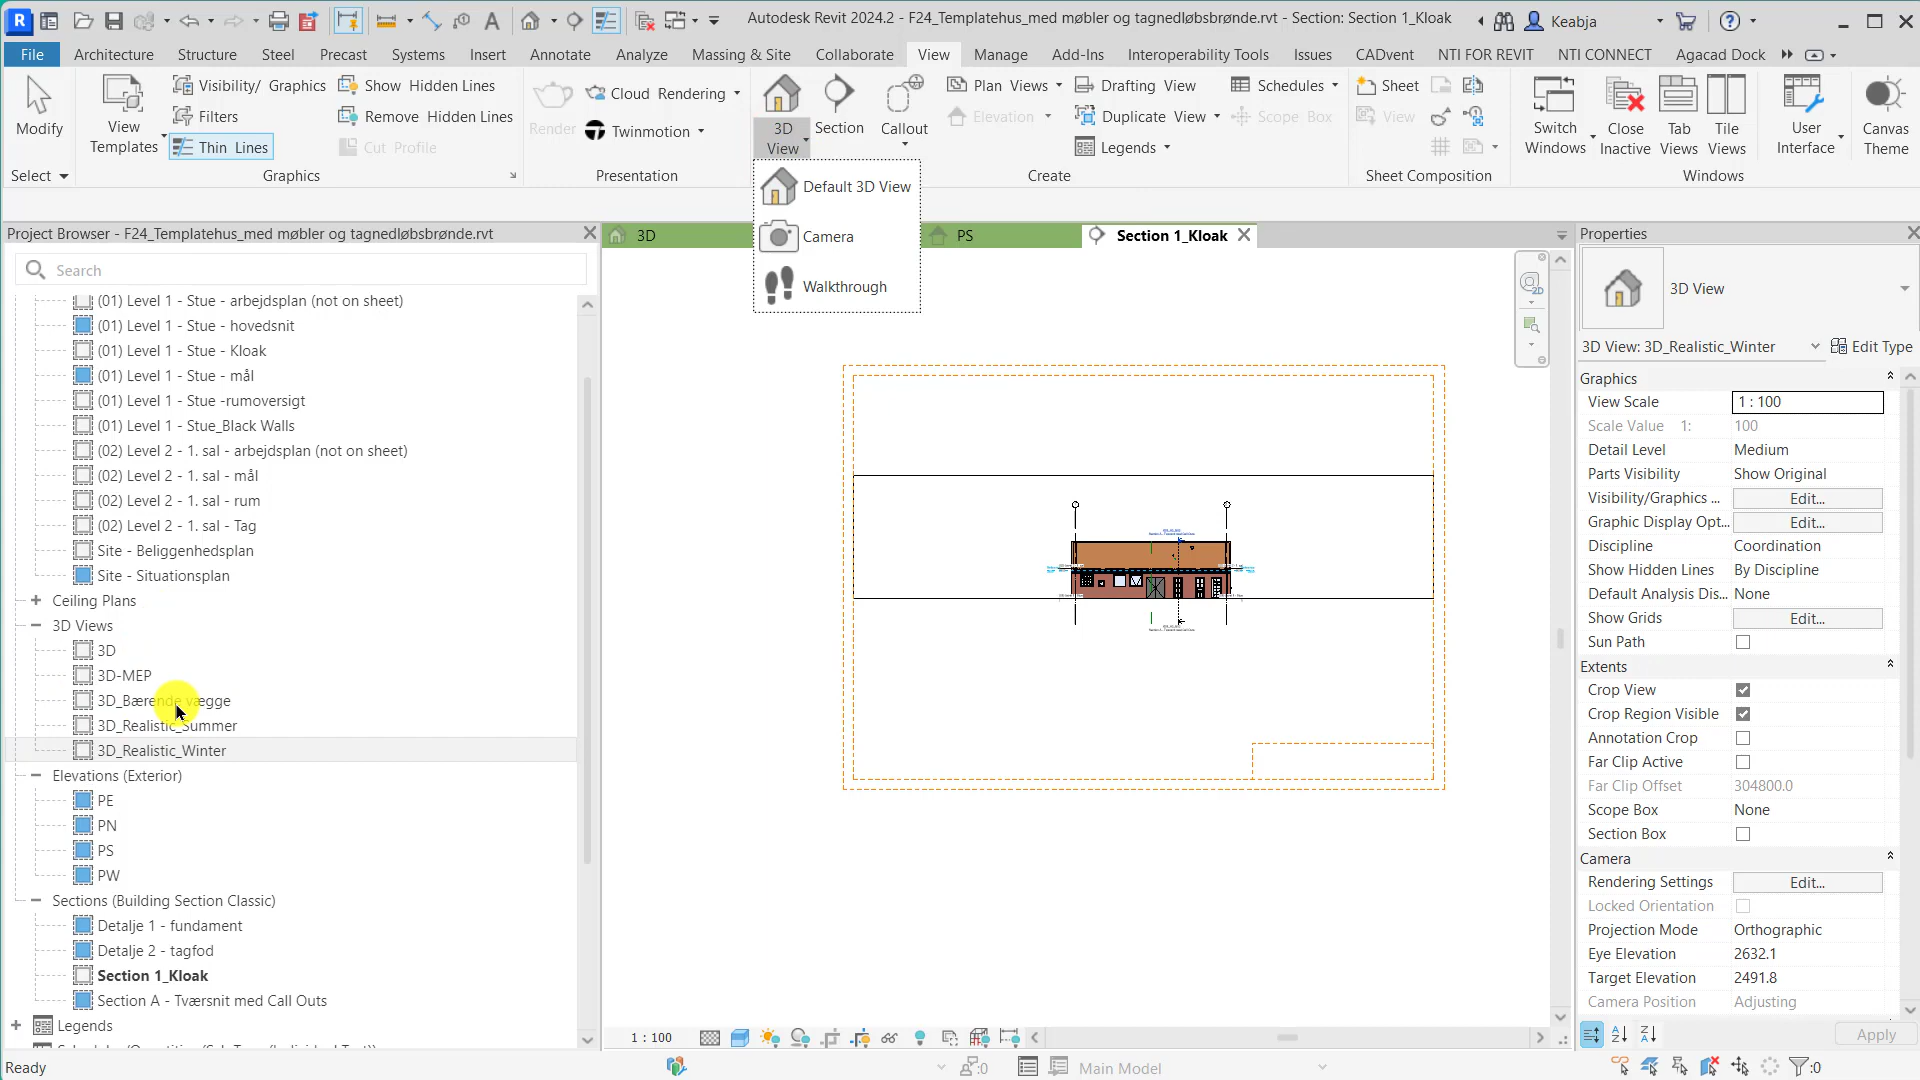 Autodesk Revit 2024.2 - F24_Templatehus_med møbler og tagnedløbsbrønde.rvt - Section: Section 1_Kloak
Keabja
File Architecture Structure Steel Precast Systems Insert Annotate Analyze Massing & Site Collaborate View Manage Add-Ins Interoperability Tools Issues CADvent NTI FOR REVIT NTI CONNECT Agacad Dock
Modify
View Templates
Visibility/ Graphics
Filters
Thin Lines
Show Hidden Lines
Remove Hidden Lines
Cut Profile
Render
Cloud Rendering
Twinmotion
3D View
Section
Callout
Plan Views
Elevation
Drafting View
Duplicate View
Legends
Schedules
Scope Box
Sheet
View
Switch Windows
Close Inactive
Tab Views
Tile Views
User Interface
Canvas Theme
Select
Graphics
Presentation
Create
Sheet Composition
Windows
Default 3D View
Camera
Walkthrough
Project Browser - F24_Templatehus_med møbler og tagnedløbsbrønde.rvt
Search
(01) Level 1 - Stue - arbejdsplan (not on sheet)
(01) Level 1 - Stue - hovedsnit
(01) Level 1 - Stue - Kloak
(01) Level 1 - Stue - mål
(01) Level 1 - Stue -rumoversigt
(01) Level 1 - Stue_Black Walls
(02) Level 2 - 1. sal - arbejdsplan (not on sheet)
(02) Level 2 - 1. sal - mål
(02) Level 2 - 1. sal - rum
(02) Level 2 - 1. sal - Tag
Site - Beliggenhedsplan
Site - Situationsplan
Ceiling Plans
3D Views
3D
3D-MEP
3D_Bærende vægge
3D_Realistic_Summer
3D_Realistic_Winter
Elevations (Exterior)
PE
PN
PS
PW
Sections (Building Section Classic)
Detalje 1 - fundament
Detalje 2 - tagfod
Section 1_Kloak
Section A - Tværsnit med Call Outs
Legends
3D
PS
Section 1_Kloak
2D
1 : 100
Properties
3D View
3D View: 3D_Realistic_Winter Edit Type
Graphics
View Scale 1 : 100
Scale Value 1: 100
Detail Level Medium
Parts Visibility Show Original
Visibility/Graphics ... Edit...
Graphic Display Opt... Edit...
Discipline Coordination
Show Hidden Lines By Discipline
Default Analysis Dis... None
Show Grids Edit...
Sun Path
Extents
Crop View
Crop Region Visible
Annotation Crop
Far Clip Active
Far Clip Offset 304800.0
Scope Box None
Section Box
Camera
Rendering Settings Edit...
Locked Orientation
Projection Mode Orthographic
Eye Elevation 2632.1
Target Elevation 2491.8
Camera Position Adjusting
Apply
Ready
:0
Main Model
:0